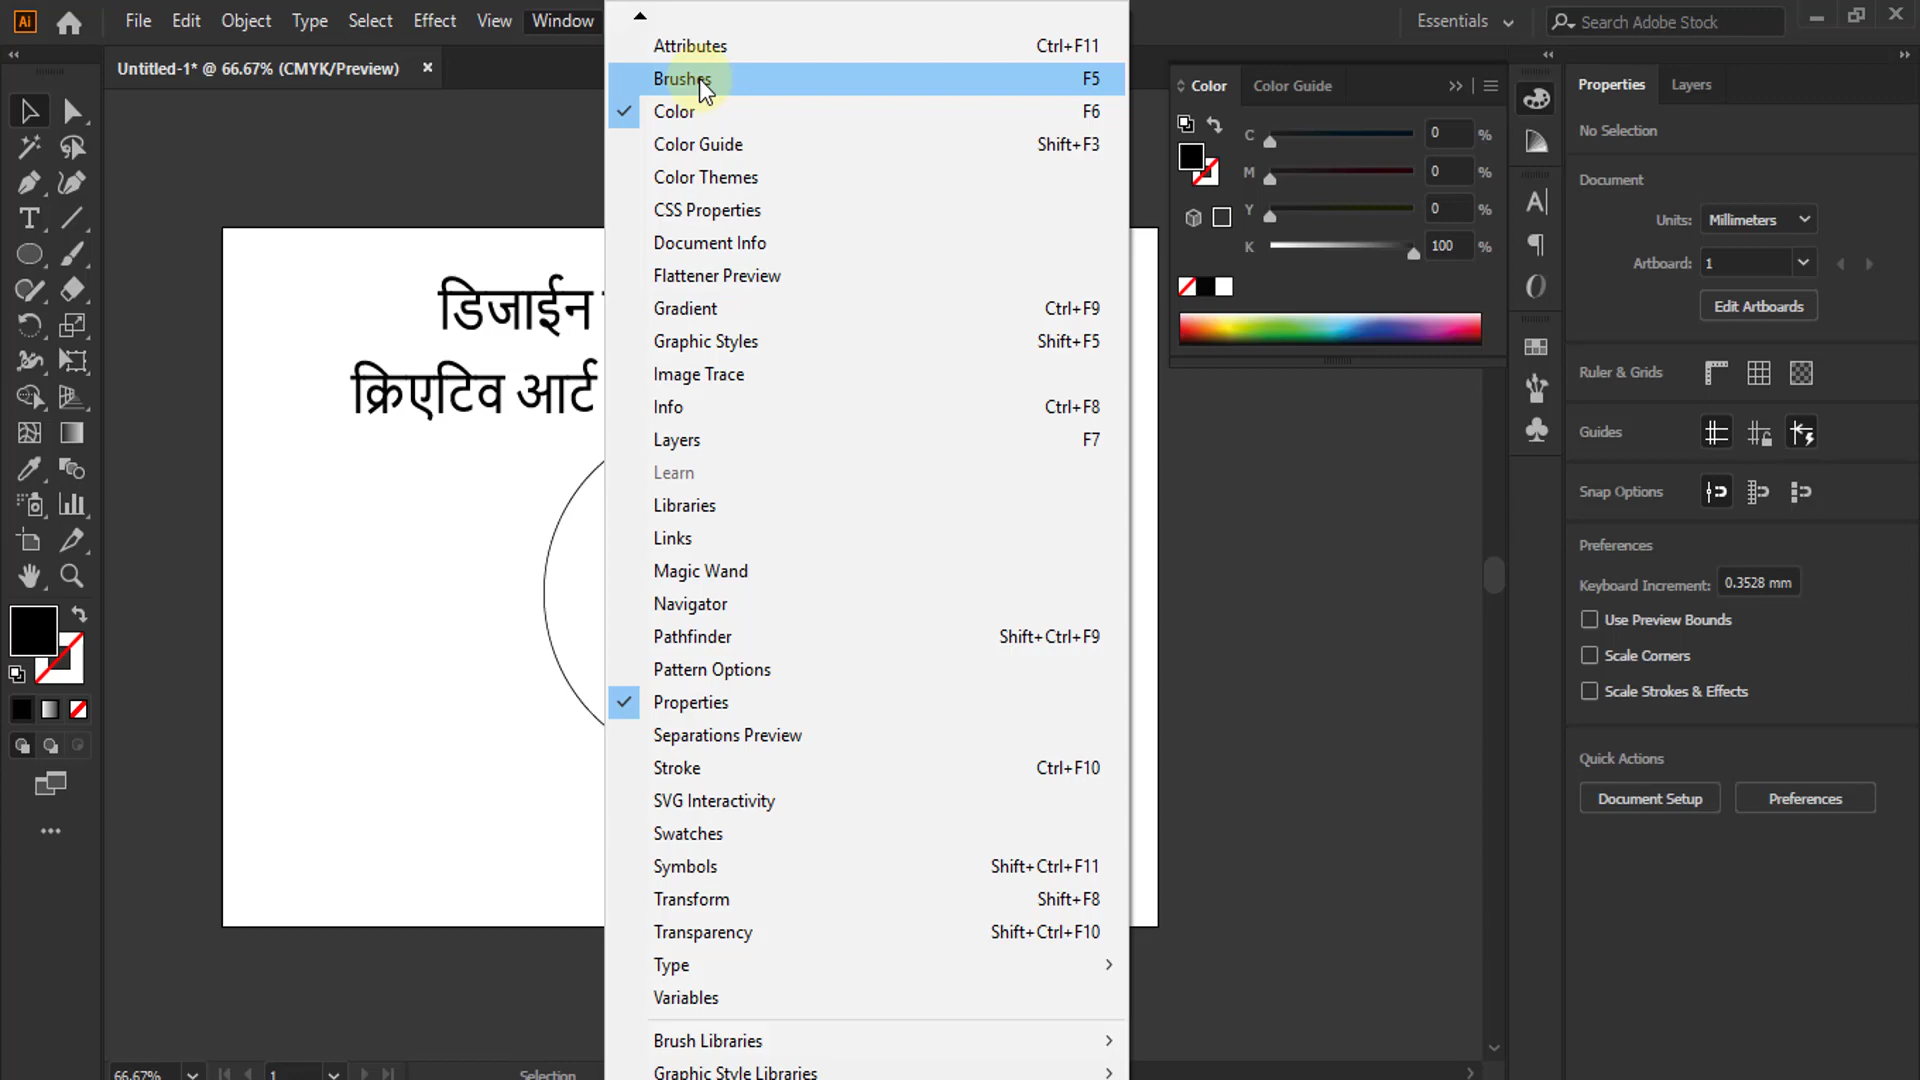 Ai File Edit Object Type Select Effect View Window Essentials Search Adobe Stock
Untitled-1* @ 66.67% (CMYK/Preview) ×
डिजाईन
क्रिएटिव आर्ट
Attributes Ctrl+F11
Brushes F5
Color F6
Color Guide Shift+F3
Color Themes
CSS Properties
Document Info
Flattener Preview
Gradient Ctrl+F9
Graphic Styles Shift+F5
Image Trace
Info Ctrl+F8
Layers F7
Learn
Libraries
Links
Magic Wand
Navigator
Pathfinder Shift+Ctrl+F9
Pattern Options
Properties
Separations Preview
Stroke Ctrl+F10
SVG Interactivity
Swatches
Symbols Shift+Ctrl+F11
Transform Shift+F8
Transparency Shift+Ctrl+F10
Type
Variables
Brush Libraries
Graphic Style Libraries
Color Color Guide
C 0 %
M 0 %
Y 0 %
K 100 %
Properties Layers
No Selection
Document
Units: Millimeters
Artboard: 1
Edit Artboards
Ruler & Grids
Guides
Snap Options
Preferences
Keyboard Increment: 0.3528 mm
Use Preview Bounds
Scale Corners
Scale Strokes & Effects
Quick Actions
Document Setup Preferences
66.67% 1 Selection